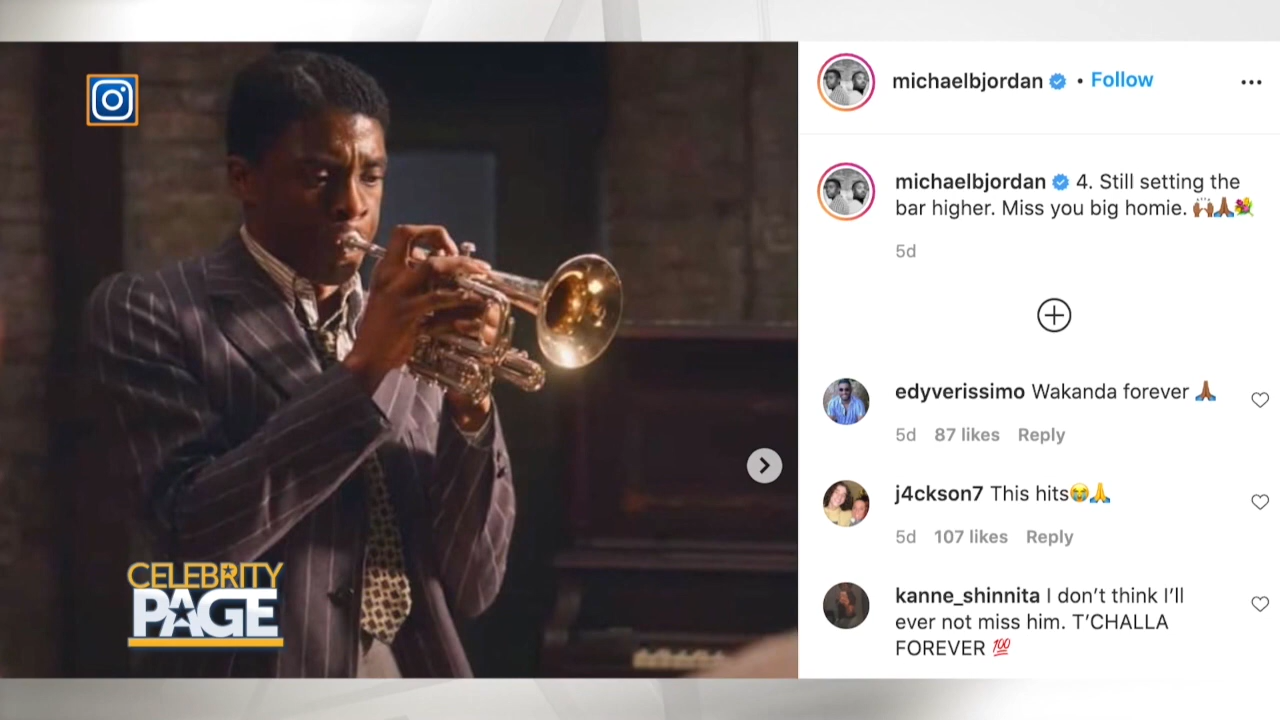 michaelbjordan • Follow
michaelbjordan 4. Still setting the
bar higher. Miss you big homie. 🙌🏾🙏🏾💐
5d
edyverissimo Wakanda forever 🙏🏾
5d 87 likes Reply
j4ckson7 This hits😭🙏
5d 107 likes Reply
kanne_shinnita I don't think I'll
ever not miss him. T'CHALLA
FOREVER 💯
CELEBRITY
PAGE